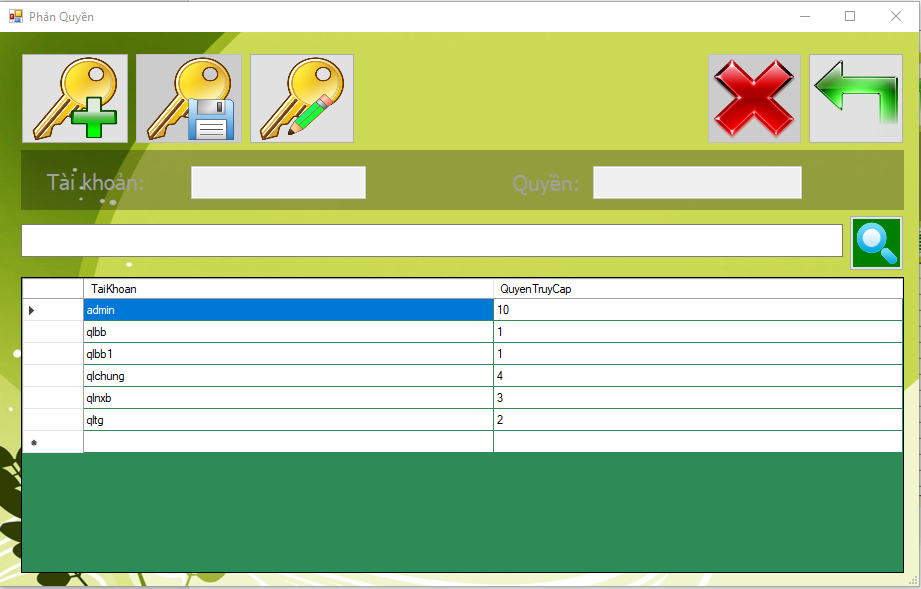 Phân Quyền
Tài khoản: Quyền:
TaiKhoan QuyenTruyCap
admin 10
qlbb 1
qlbb1 1
qlchung 4
qlnxb 3
qltg 2